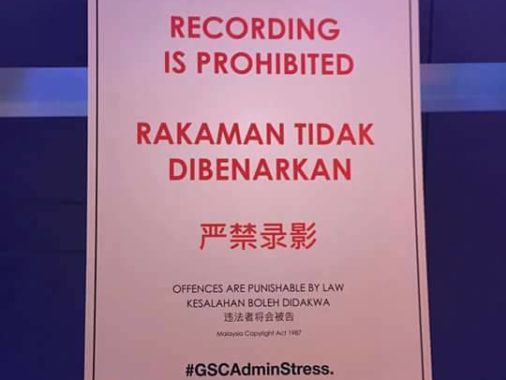 RECORDING
IS PROHIBITED
RAKAMAN TIDAK
DIBENARKAN
严禁录影
OFFENCES ARE PUNISHABLE BY LAW
KESALAHAN BOLEH DIDAKWA
违法者将会被告
Malaysia Copyright Act 1987
#GSCAdminStress.